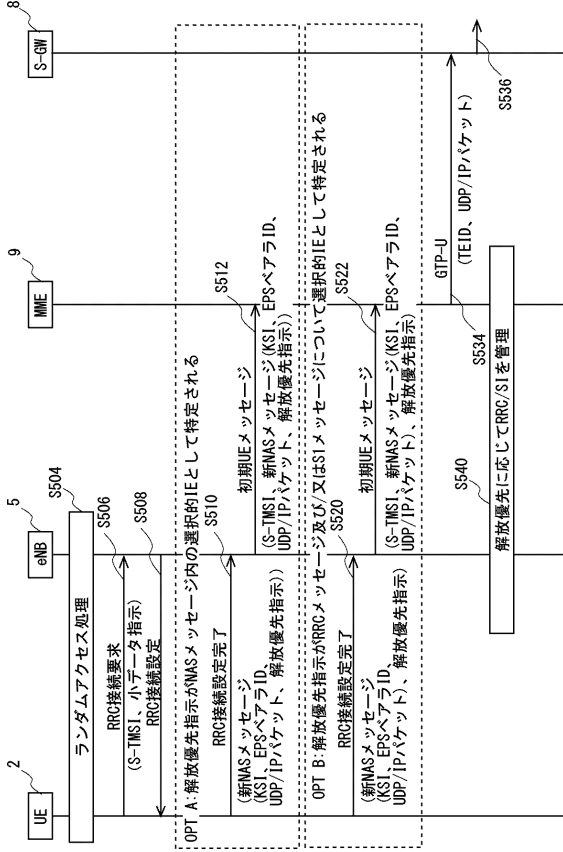 2
5
9
8
UE
eNB
MME
S-GW
S504
ランダムアクセス処理
S506
RRC接続要求
(S-TMSI、小データ指示)
S508
RRC接続設定
OPT A:解放優先指示がNASメッセージ内の選択的IEとして特定される
S510
RRC接続設定完了
(新NASメッセージ
(KSI、EPSベアラID、
UDP/IPパケット、解放優先指示))
S512
初期UEメッセージ
(S-TMSI、新NASメッセージ(KSI、EPSベアラID、
UDP/IPパケット、解放優先指示))
OPT B:解放優先指示がRRCメッセージ及び/又はS1メッセージについて選択的IEとして特定される
S520
RRC接続設定完了
(新NASメッセージ
(KSI、EPSベアラID、
UDP/IPパケット)、解放優先指示)
S522
初期UEメッセージ
(S-TMSI、新NASメッセージ(KSI、EPSベアラID、
UDP/IPパケット)、解放優先指示)
S534
GTP-U
(TEID、UDP/IPパケット)
S536
S540
解放優先に応じてRRC/SIを管理